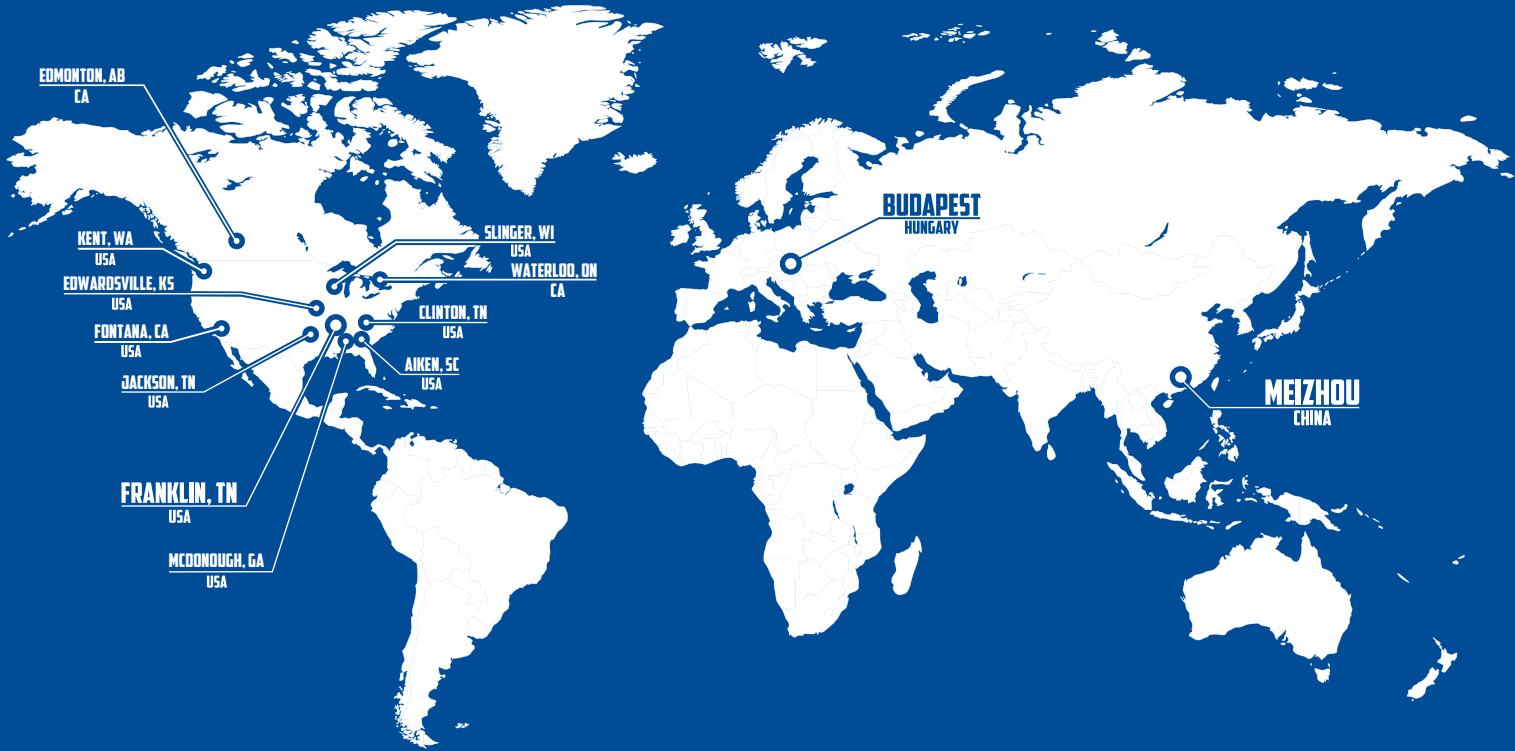 EDMONTON, AB
CA
KENT, WA
USA
EDWARDSVILLE, KS
USA
FONTANA, CA
USA
JACKSON, TN
USA
FRANKLIN, TN
USA
MCDONOUGH, GA
USA
SLINGER, WI
USA
WATERLOO, ON
CA
CLINTON, TN
USA
AIKEN, SC
USA
BUDAPEST
HUNGARY
MEIZHOU
CHINA